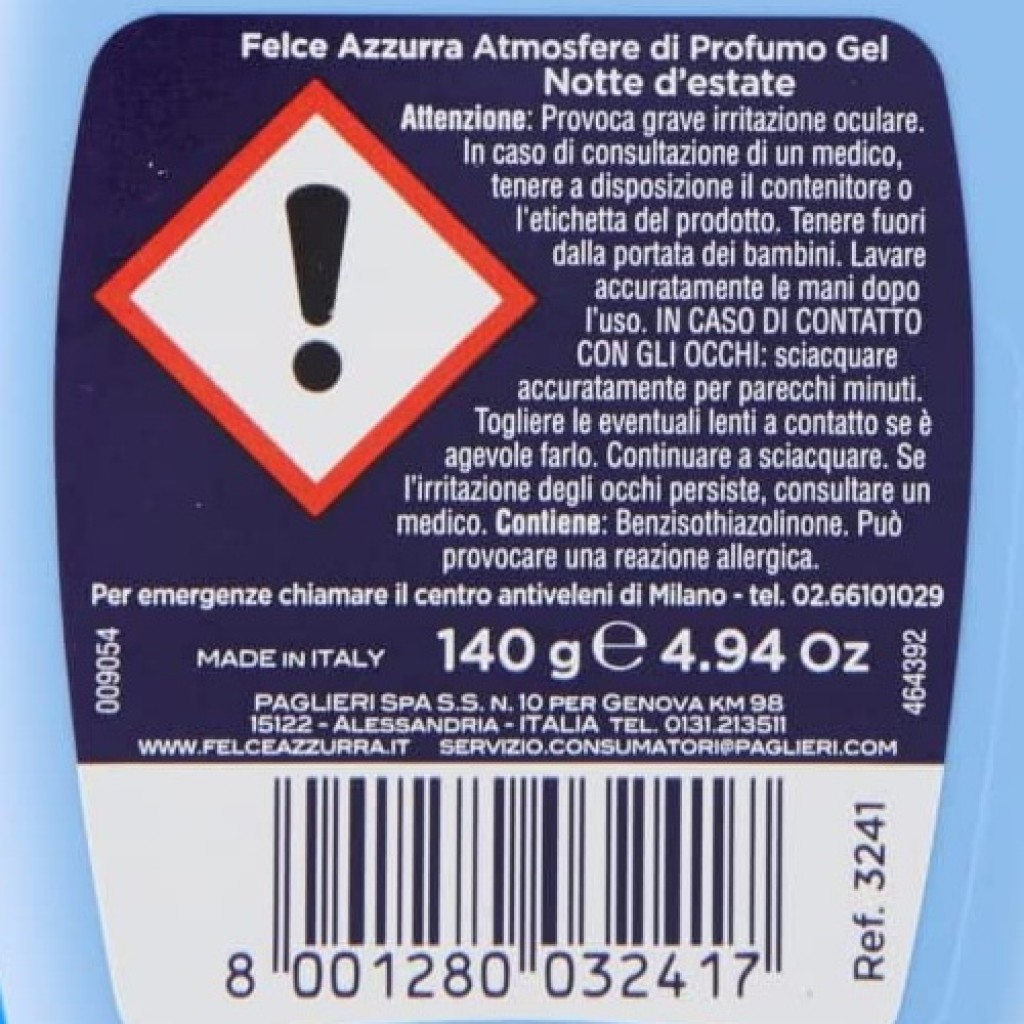 Felce Azzurra Atmosfere di Profumo Gel
Notte d'estate
Attenzione: Provoca grave irritazione oculare.
In caso di consultazione di un medico,
tenere a disposizione il contenitore o
l'etichetta del prodotto. Tenere fuori
dalla portata dei bambini. Lavare
accuratamente le mani dopo
l'uso. IN CASO DI CONTATTO
CON GLI OCCHI: sciacquare
accuratamente per parecchi minuti.
Togliere le eventuali lenti a contatto se è
agevole farlo. Continuare a sciacquare. Se
l'irritazione degli occhi persiste, consultare un
medico. Contiene: Benzisothiazolinone. Può
provocare una reazione allergica.
Per emergenze chiamare il centro antiveleni di Milano - tel. 02.66101029
009054
MADE IN ITALY 140 g ℮ 4.94 Oz
464392
PAGLIERI SPA S.S. N. 10 PER GENOVA KM 98
15122 - ALESSANDRIA - ITALIA TEL. 0131.213511
WWW.FELCEAZZURRA.IT SERVIZIO.CONSUMATORI@PAGLIERI.COM
8 001280 032417
Ref. 3241